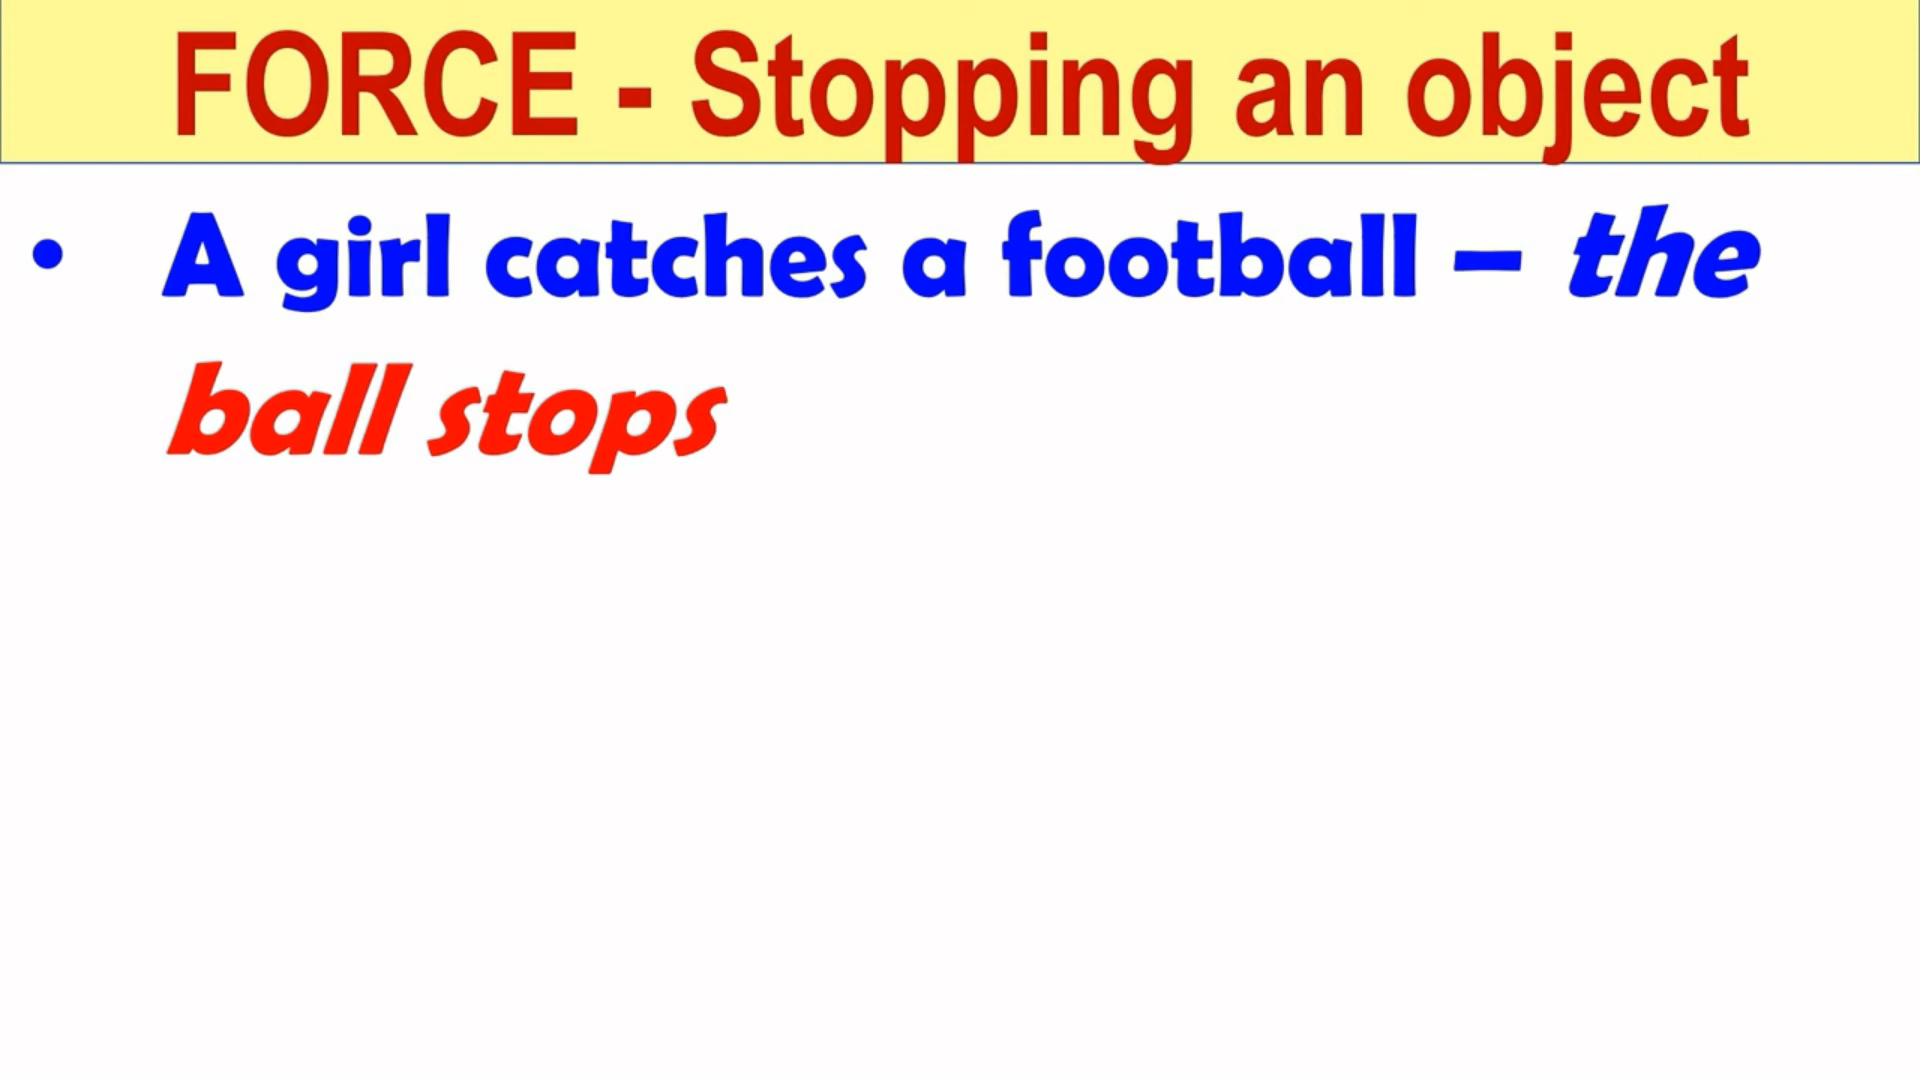 FORCE - Stopping an object
• A girl catches a football – the
ball stops